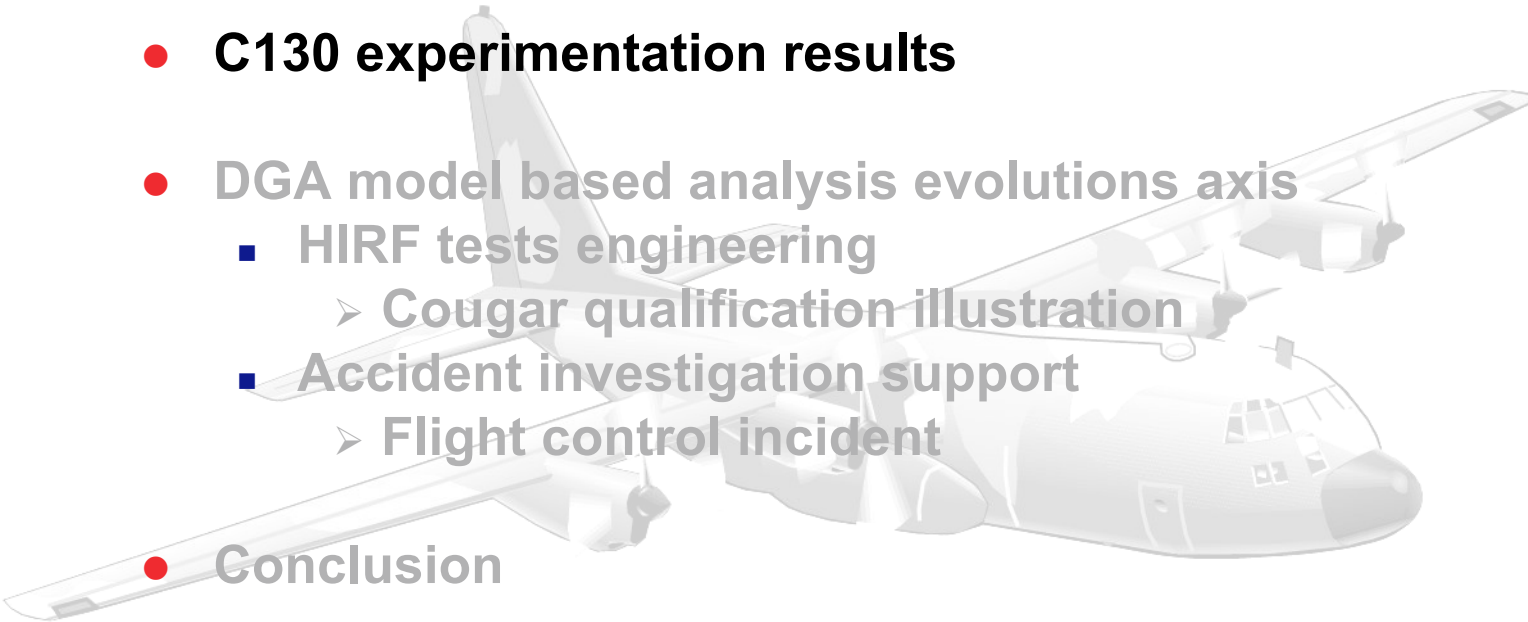 C130 experimentation results
DGA model based analysis evolutions axis
HIRF tests engineering
Cougar qualification illustration
Accident investigation support
Flight control incident
Conclusion